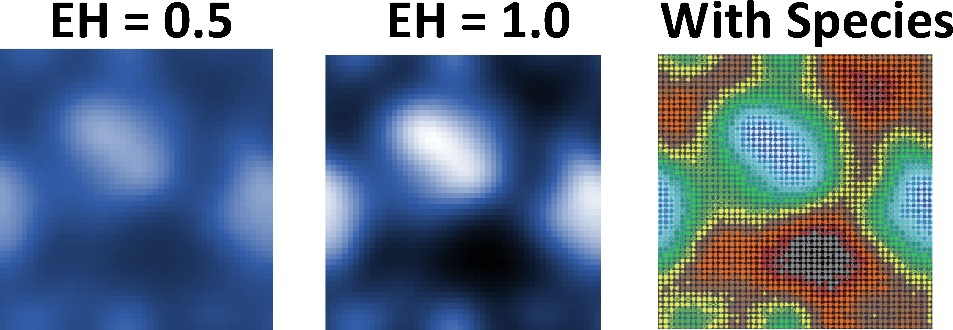 EH = 0.5 EH = 1.0 With Species